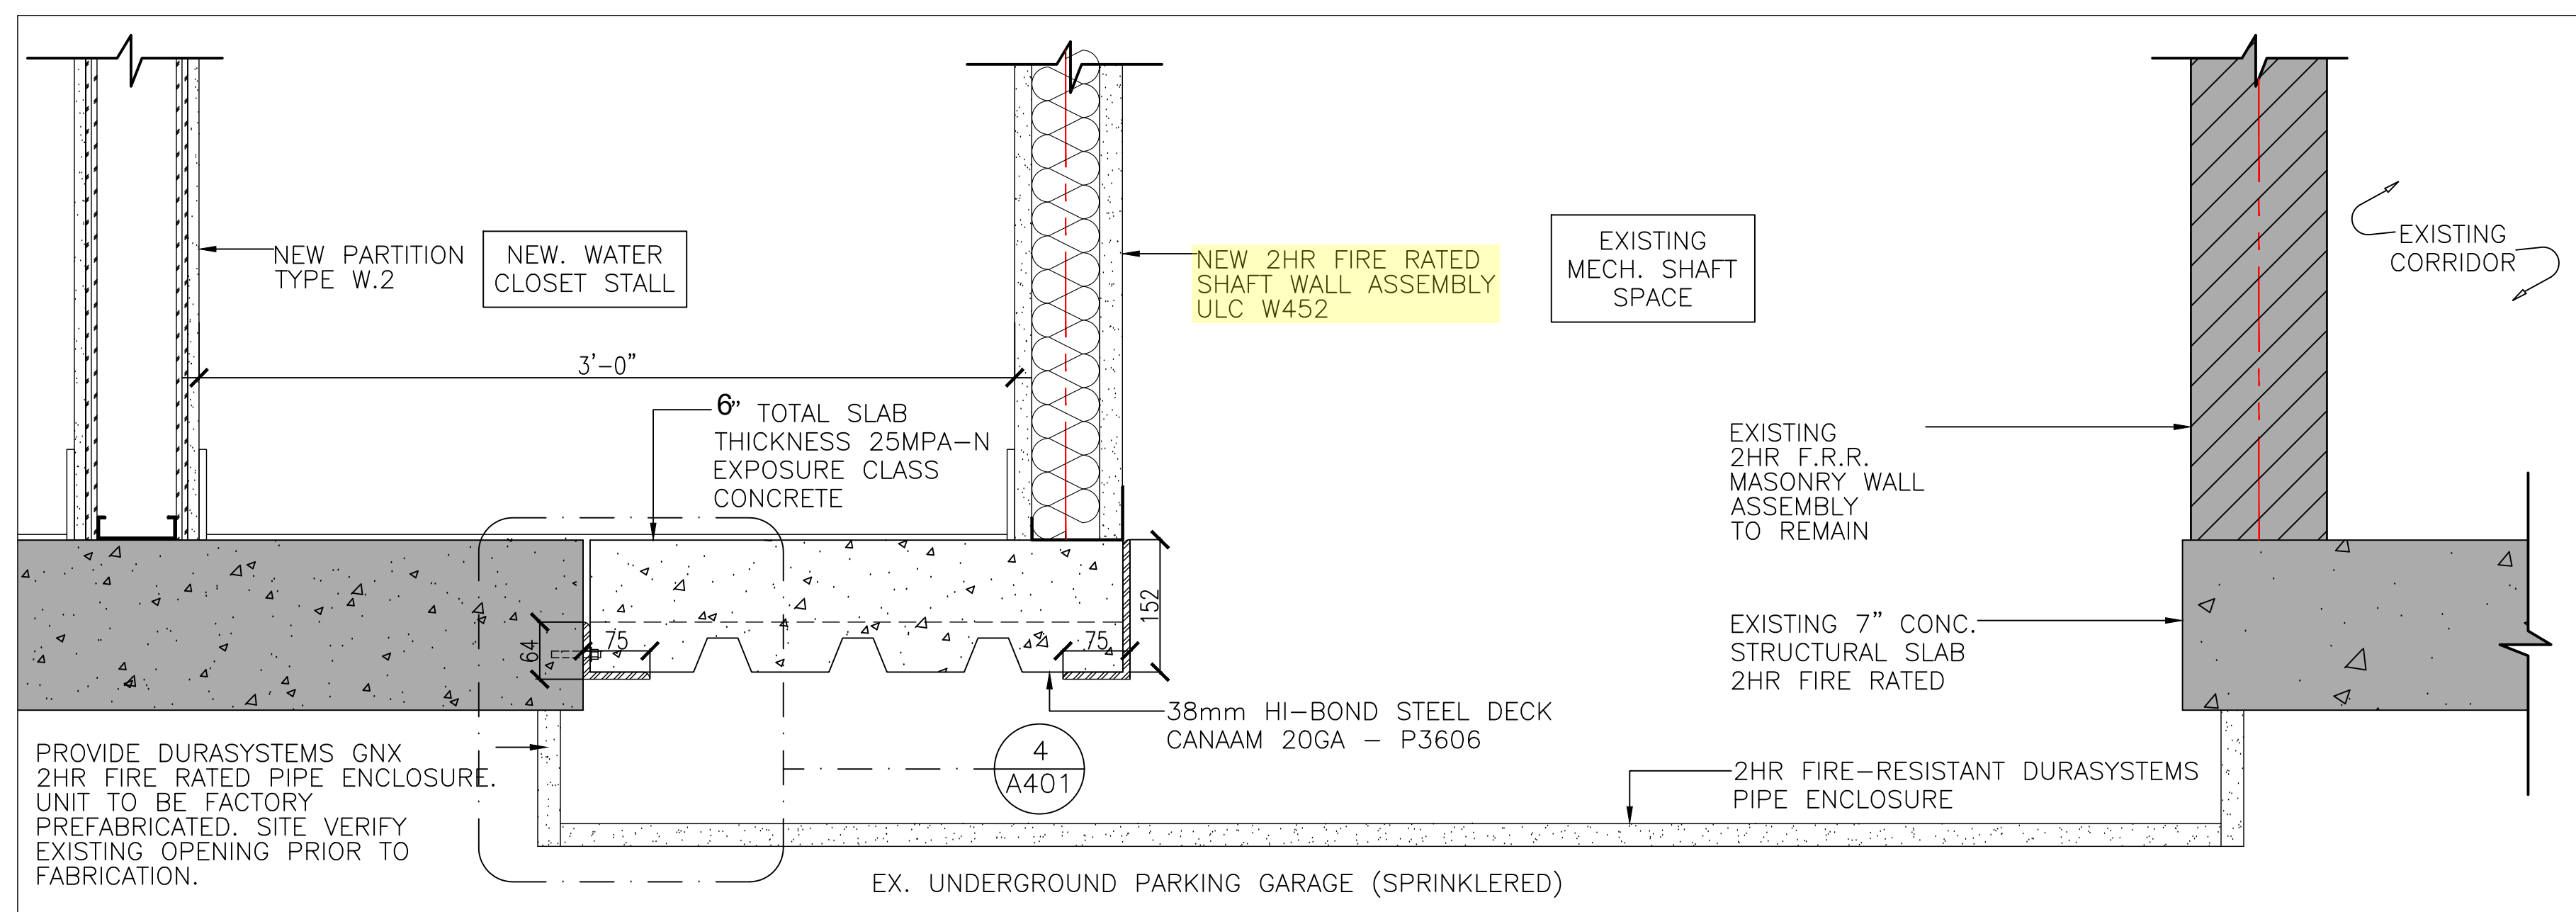 NEW PARTITION
TYPE W.2
NEW. WATER
CLOSET STALL
NEW 2HR FIRE RATED
SHAFT WALL ASSEMBLY
ULC W452
EXISTING
MECH. SHAFT
SPACE
EXISTING
CORRIDOR
3'-0"
6" TOTAL SLAB
THICKNESS 25MPA-N
EXPOSURE CLASS
CONCRETE
EXISTING
2HR F.R.R.
MASONRY WALL
ASSEMBLY
TO REMAIN
64
75
75
152
EXISTING 7" CONC.
STRUCTURAL SLAB
2HR FIRE RATED
38mm HI-BOND STEEL DECK
CANAAM 20GA - P3606
4
A401
PROVIDE DURASYSTEMS GNX
2HR FIRE RATED PIPE ENCLOSURE.
UNIT TO BE FACTORY
PREFABRICATED. SITE VERIFY
EXISTING OPENING PRIOR TO
FABRICATION.
2HR FIRE-RESISTANT DURASYSTEMS
PIPE ENCLOSURE
EX. UNDERGROUND PARKING GARAGE (SPRINKLERED)